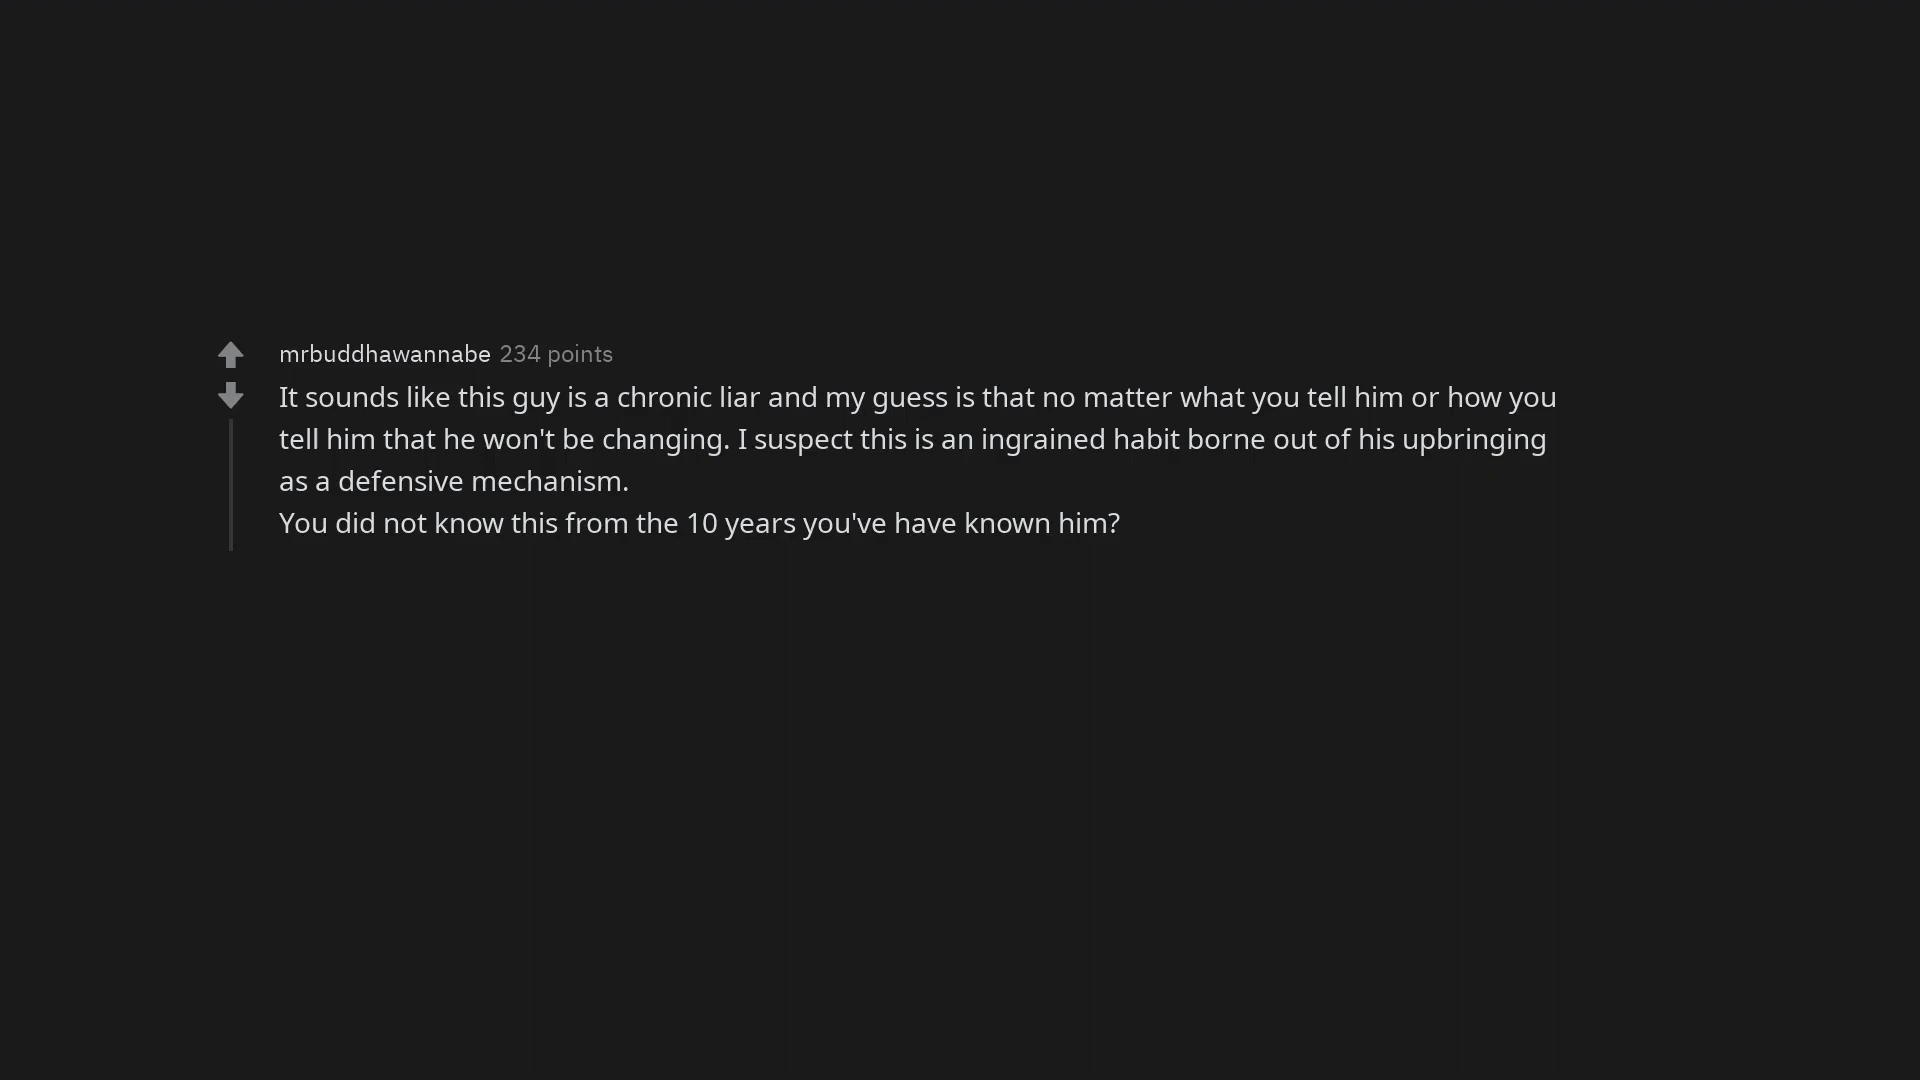 mrbuddhawannabe 234 points
It sounds like this guy is a chronic liar and my guess is that no matter what you tell him or how you
tell him that he won't be changing. I suspect this is an ingrained habit borne out of his upbringing
as a defensive mechanism.
You did not know this from the 10 years you've have known him?